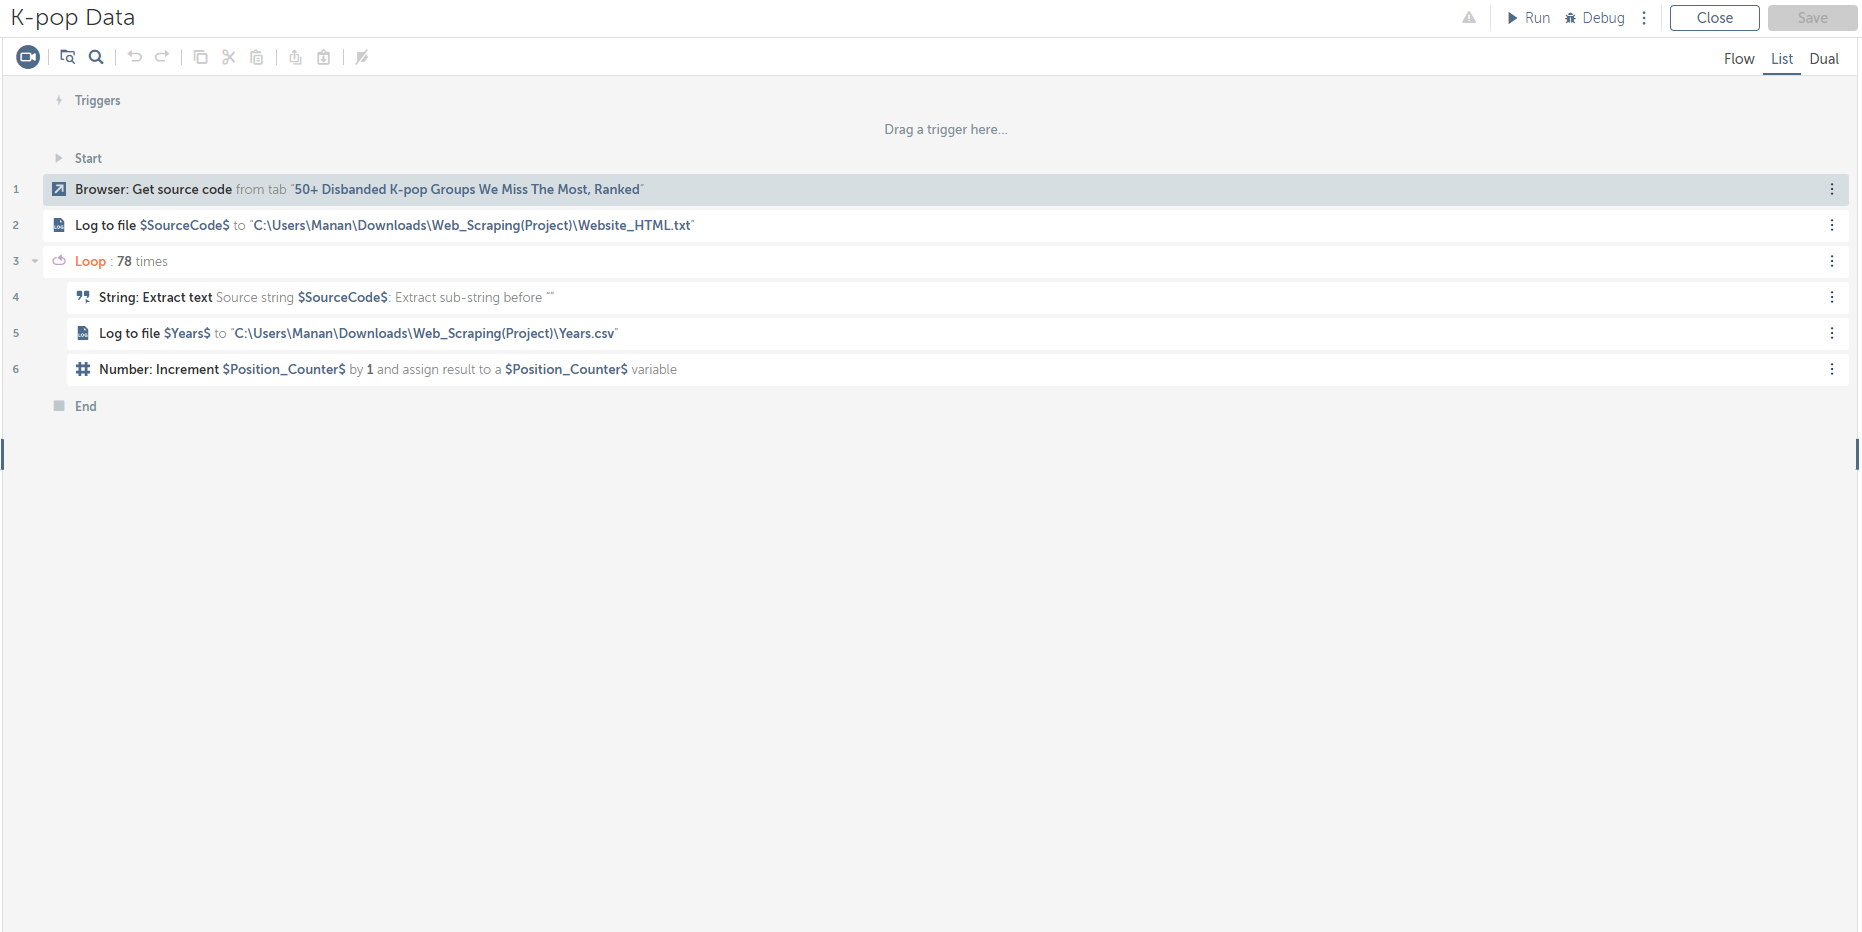 K-pop Data
Run Debug Close Save
Flow List Dual
Triggers
Drag a trigger here...
Start
1 Browser: Get source code from tab "50+ Disbanded K-pop Groups We Miss The Most, Ranked"
2 Log to file $SourceCode$ to "C:\Users\Manan\Downloads\Web_Scraping(Project)\Website_HTML.txt"
3 Loop : 78 times
4 String: Extract text Source string $SourceCode$: Extract sub-string before ""
5 Log to file $Years$ to "C:\Users\Manan\Downloads\Web_Scraping(Project)\Years.csv"
6 Number: Increment $Position_Counter$ by 1 and assign result to a $Position_Counter$ variable
End